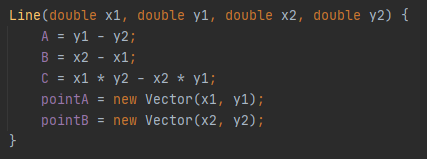 Line(double x1, double y1, double x2, double y2) {
    A = y1 - y2;
    B = x2 - x1;
    C = x1 * y2 - x2 * y1;
    pointA = new Vector(x1, y1);
    pointB = new Vector(x2, y2);
}